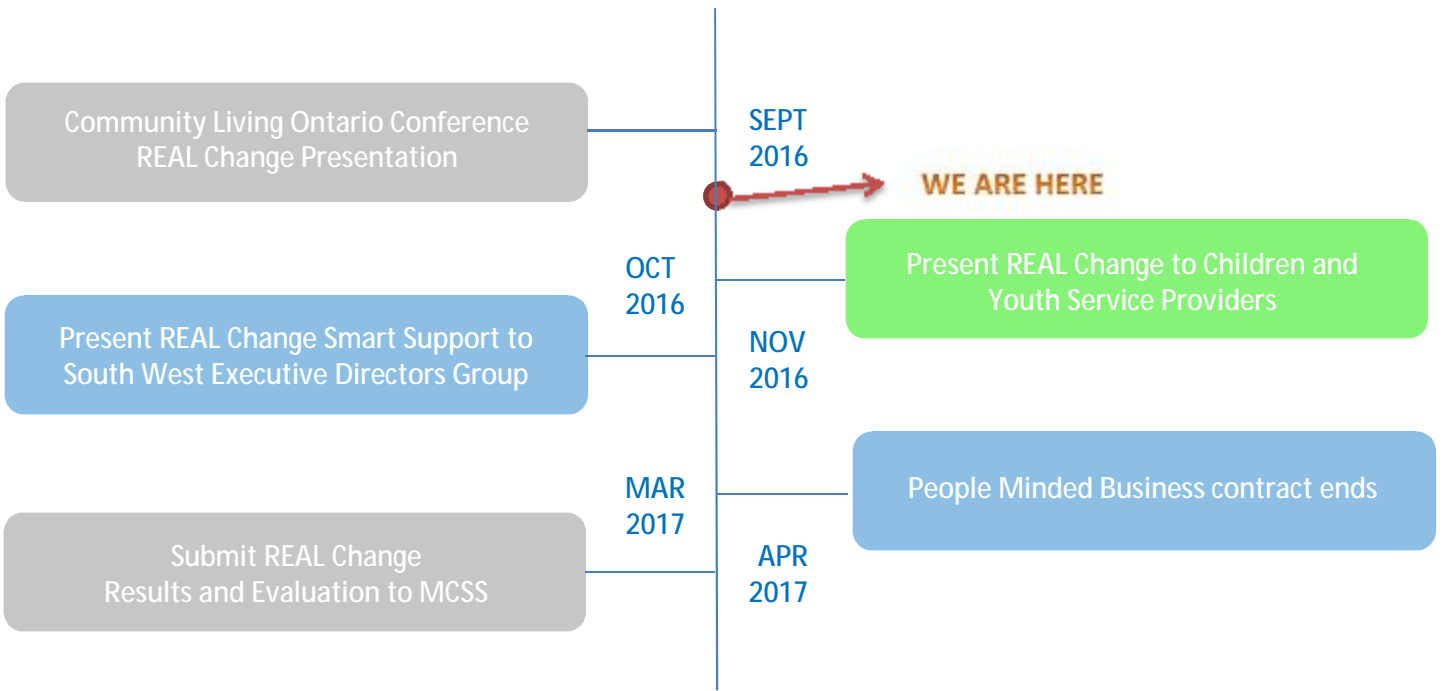 Community Living Ontario Conference
REAL Change Presentation
SEPT
2016
WE ARE HERE
OCT
2016
Present REAL Change to Children and
Youth Service Providers
Present REAL Change Smart Support to
South West Executive Directors Group
NOV
2016
MAR
2017
People Minded Business contract ends
Submit REAL Change
Results and Evaluation to MCSS
APR
2017